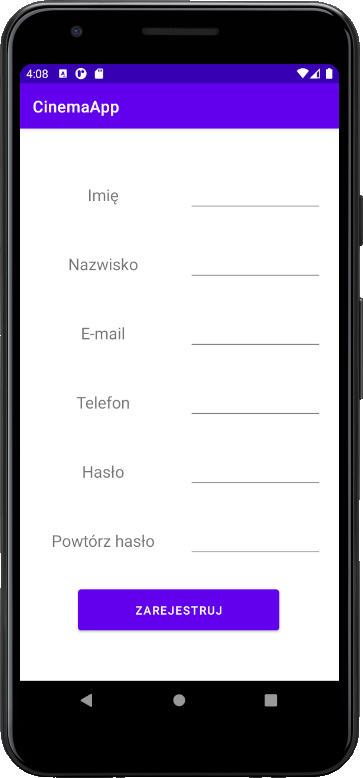 4:08
CinemaApp
Imię
Nazwisko
E-mail
Telefon
Hasło
Powtórz hasło
ZAREJESTRUJ